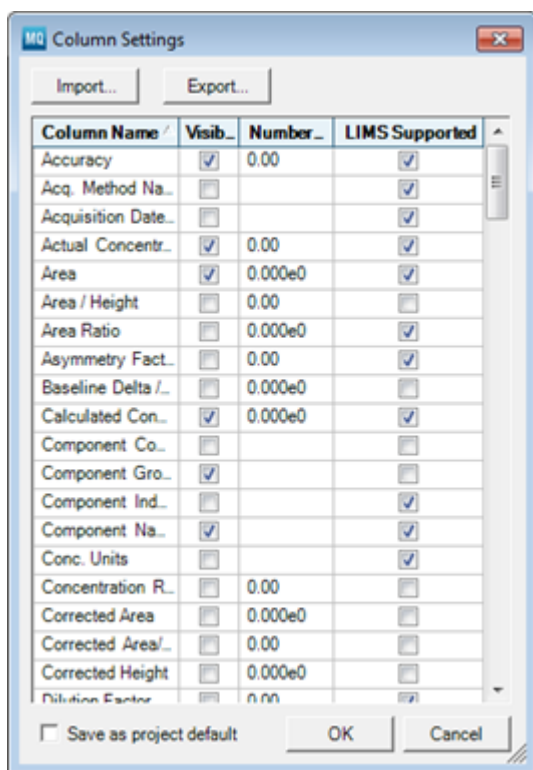 MQ Column Settings
Import... Export...
Column Name Visib... Number... LIMS Supported
Accuracy 0.00
Acq. Method Na...
Acquisition Date...
Actual Concentr... 0.00
Area 0.000e0
Area / Height 0.00
Area Ratio 0.000e0
Asymmetry Fact... 0.00
Baseline Delta /... 0.000e0
Calculated Con... 0.000e0
Component Co...
Component Gro...
Component Ind...
Component Na...
Conc. Units
Concentration R... 0.00
Corrected Area 0.000e0
Corrected Area/... 0.00
Corrected Height 0.000e0
Dilution Factor 0.00
Save as project default OK Cancel